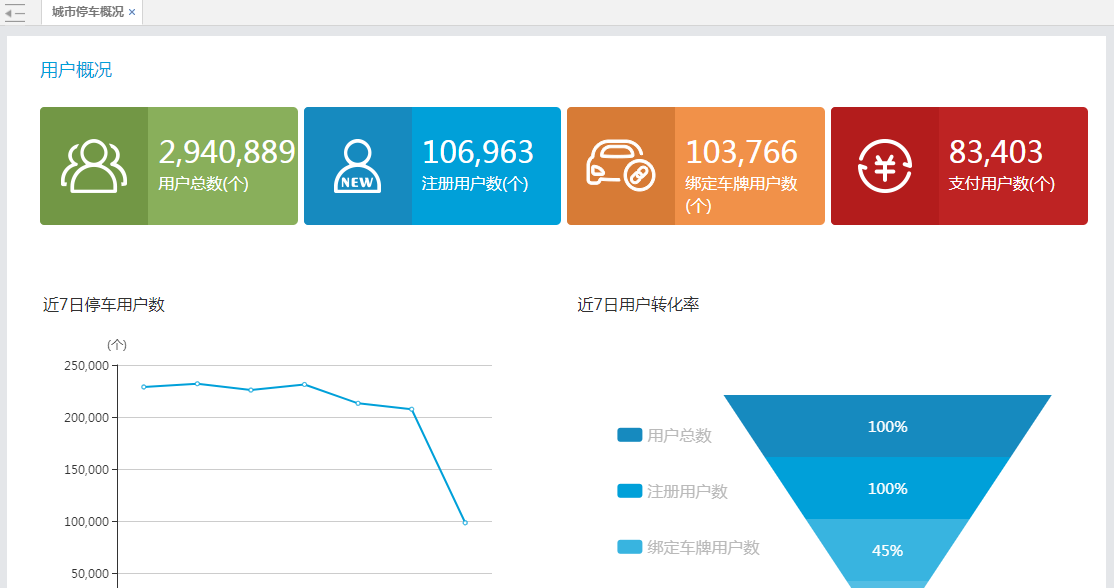 城市停车概况 ×
用户概况
2,940,889
用户总数(个)
NEW
106,963
注册用户数(个)
103,766
绑定车牌用户数
(个)
83,403
支付用户数(个)
近7日停车用户数
(个)
250,000
200,000
150,000
100,000
50,000
近7日用户转化率
用户总数
注册用户数
绑定车牌用户数
100%
100%
45%